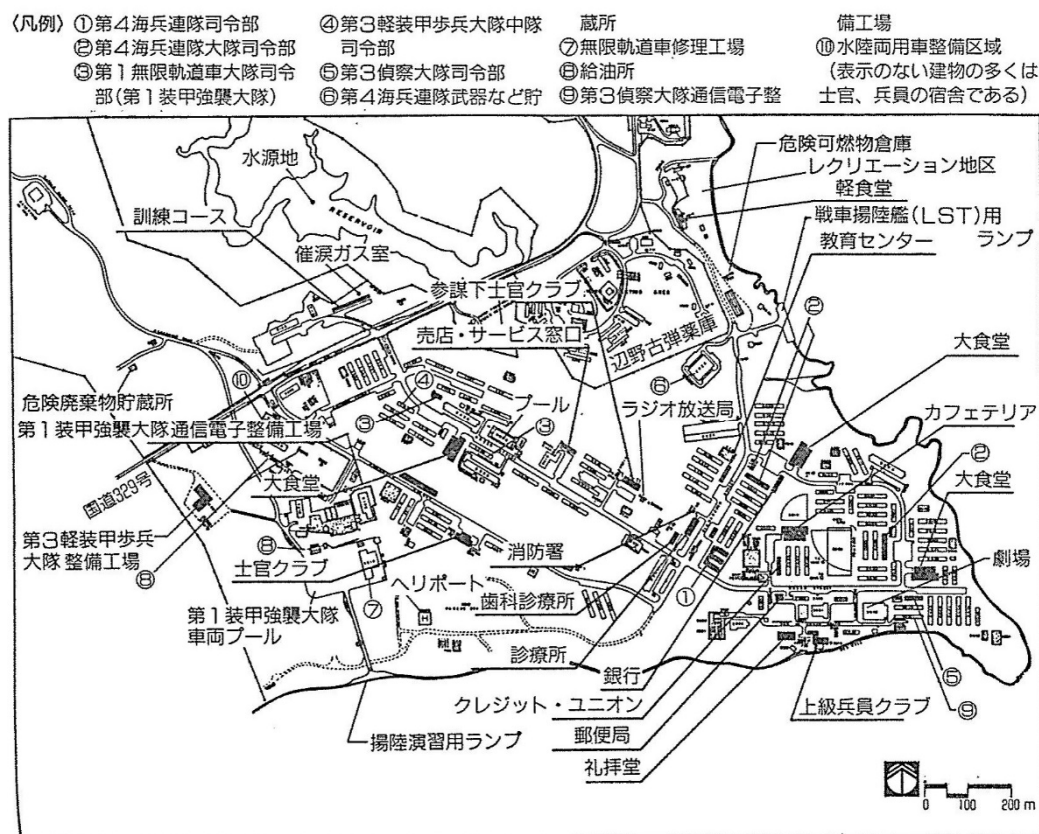 〈凡例〉 ①第4海兵連隊司令部
②第4海兵連隊大隊司令部
③第1無限軌道車大隊司令
部(第1装甲強襲大隊)
④第3軽装甲歩兵大隊中隊
司令部
⑤第3偵察大隊司令部
⑥第4海兵連隊武器など貯
蔵所
⑦無限軌道車修理工場
⑧給油所
⑨第3偵察大隊通信電子整
備工場
⑩水陸両用車整備区域
(表示のない建物の多くは
士官、兵員の宿舎である)
水源地
RESERVOIR
訓練コース
催涙ガス室
危険可燃物倉庫
レクリエーション地区
軽食堂
戦車揚陸艦(LST)用
ランプ
教育センター
参謀下士官クラブ
売店・サービス窓口
辺野古弾薬庫
②
⑥
大食堂
⑩
④
プール
ラジオ放送局
カフェテリア
危険廃棄物貯蔵所
③
③
第1装甲強襲大隊通信電子整備工場
②
大食堂
大食堂
国道329号
第3軽装甲歩兵
大隊整備工場
⑧
⑧
士官クラブ
消防署
劇場
⑦
ヘリポート
H
歯科診療所
①
第1装甲強襲大隊
車両プール
診療所
銀行
⑤
クレジット・ユニオン
上級兵員クラブ
⑨
揚陸演習用ランプ
郵便局
礼拝堂
0 100 200 m